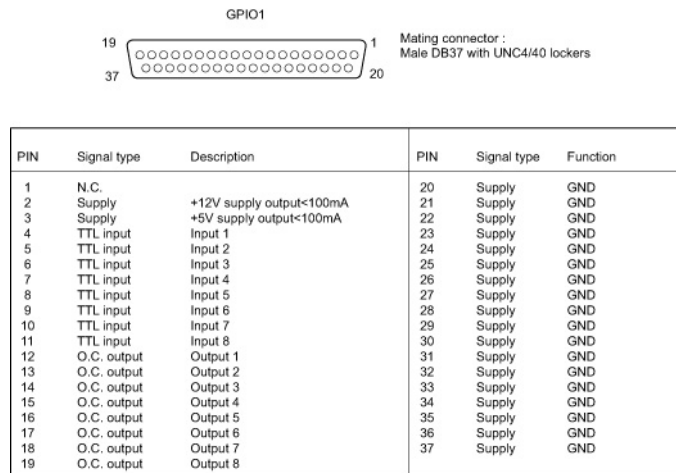 GPIO1
19 1 Mating connector :
Male DB37 with UNC4/40 lockers
37 20
PIN Signal type Description PIN Signal type Function
1 N.C. 20 Supply GND
2 Supply +12V supply output<100mA 21 Supply GND
3 Supply +5V supply output<100mA 22 Supply GND
4 TTL input Input 1 23 Supply GND
5 TTL input Input 2 24 Supply GND
6 TTL input Input 3 25 Supply GND
7 TTL input Input 4 26 Supply GND
8 TTL input Input 5 27 Supply GND
9 TTL input Input 6 28 Supply GND
10 TTL input Input 7 29 Supply GND
11 TTL input Input 8 30 Supply GND
12 O.C. output Output 1 31 Supply GND
13 O.C. output Output 2 32 Supply GND
14 O.C. output Output 3 33 Supply GND
15 O.C. output Output 4 34 Supply GND
16 O.C. output Output 5 35 Supply GND
17 O.C. output Output 6 36 Supply GND
18 O.C. output Output 7 37 Supply GND
19 O.C. output Output 8